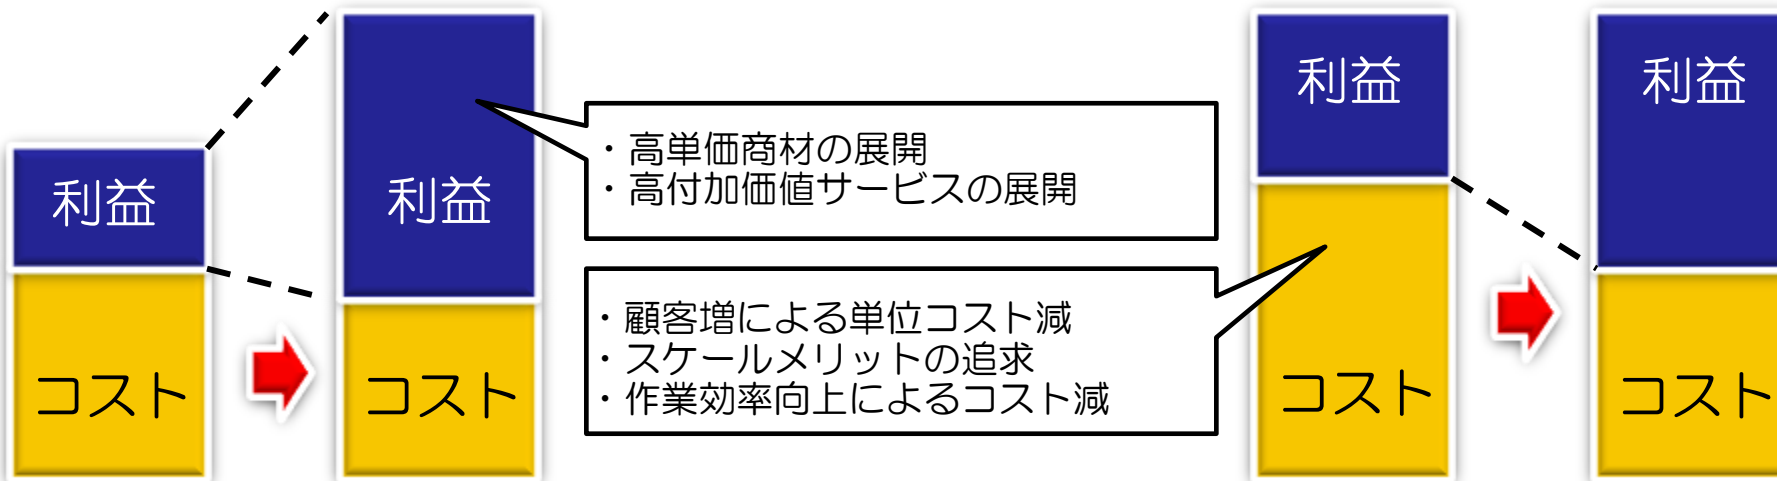 利益
コスト
利益
コスト
・高単価商材の展開
・高付加価値サービスの展開
・顧客増による単位コスト減
・スケールメリットの追求
・作業効率向上によるコスト減
利益
コスト
利益
コスト